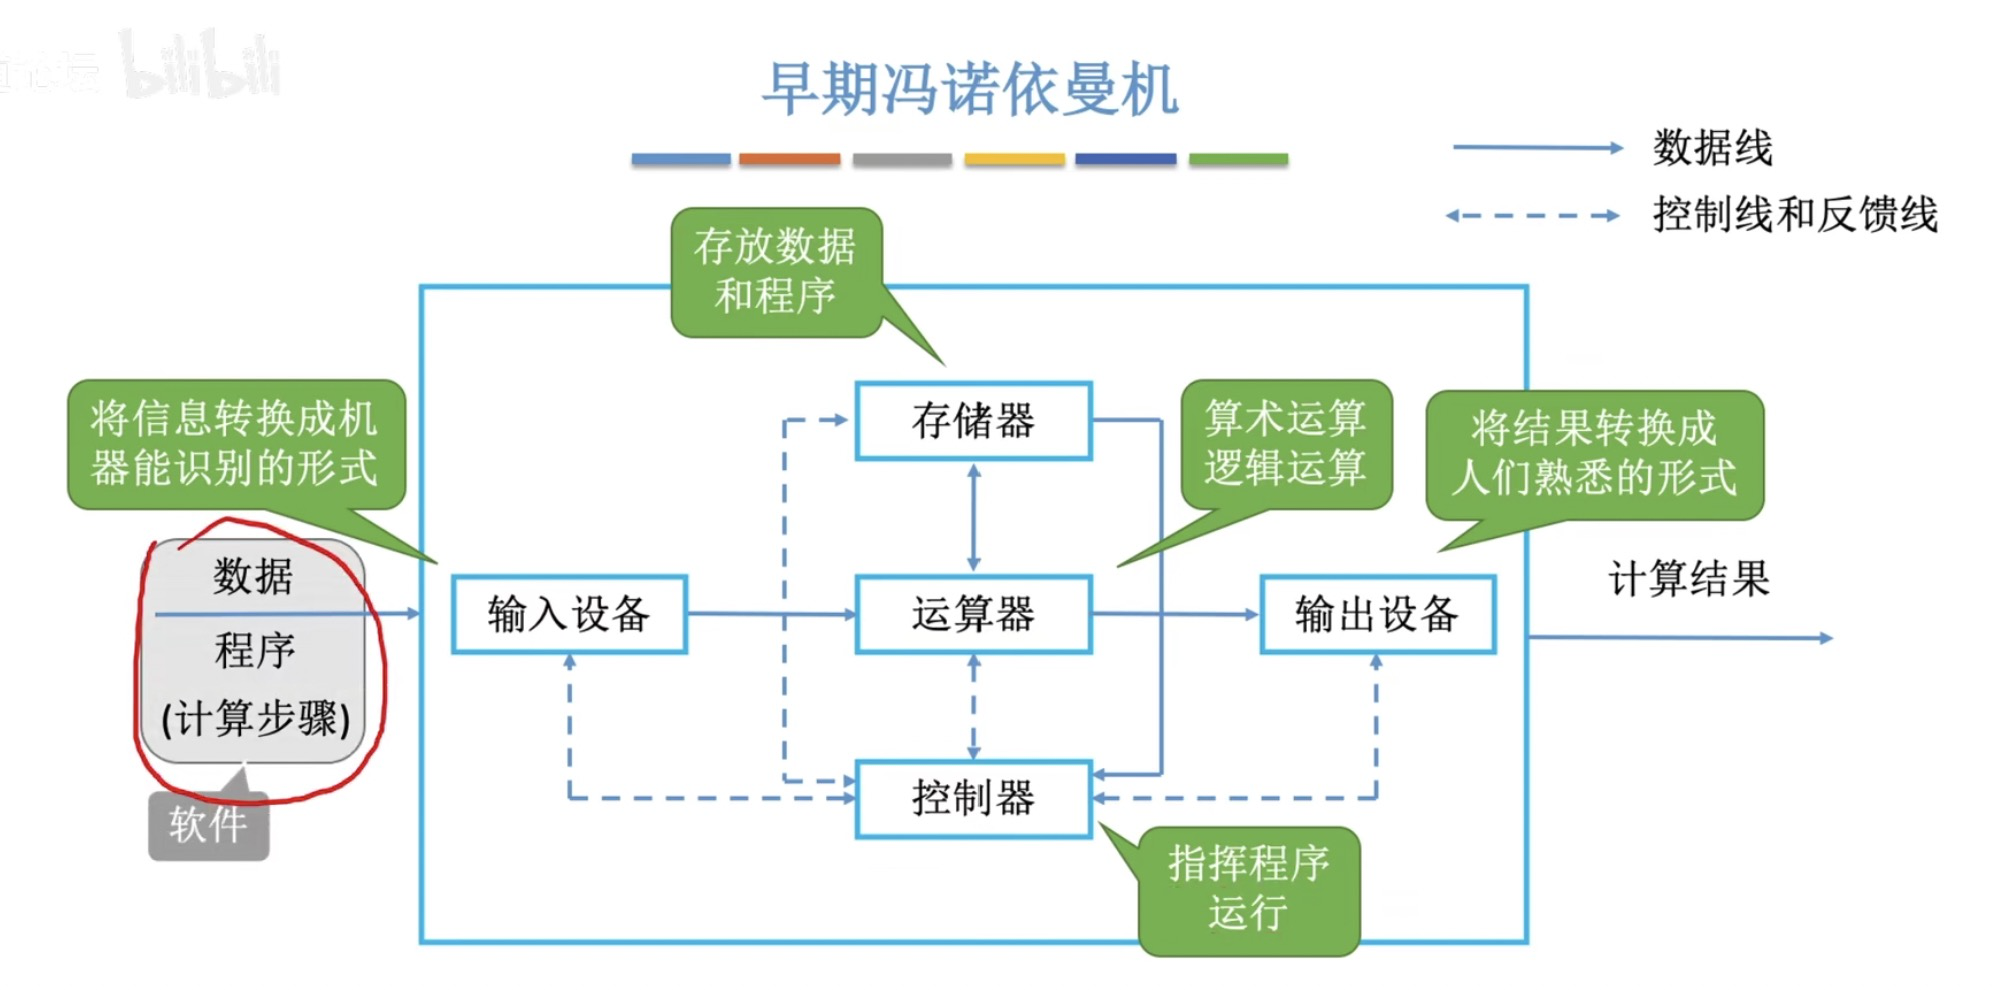 bilibili
早期冯诺依曼机
数据线
控制线和反馈线
存放数据
和程序
将信息转换成机
器能识别的形式
存储器
算术运算
逻辑运算
将结果转换成
人们熟悉的形式
数据
程序
(计算步骤)
软件
输入设备
运算器
输出设备
计算结果
控制器
指挥程序
运行